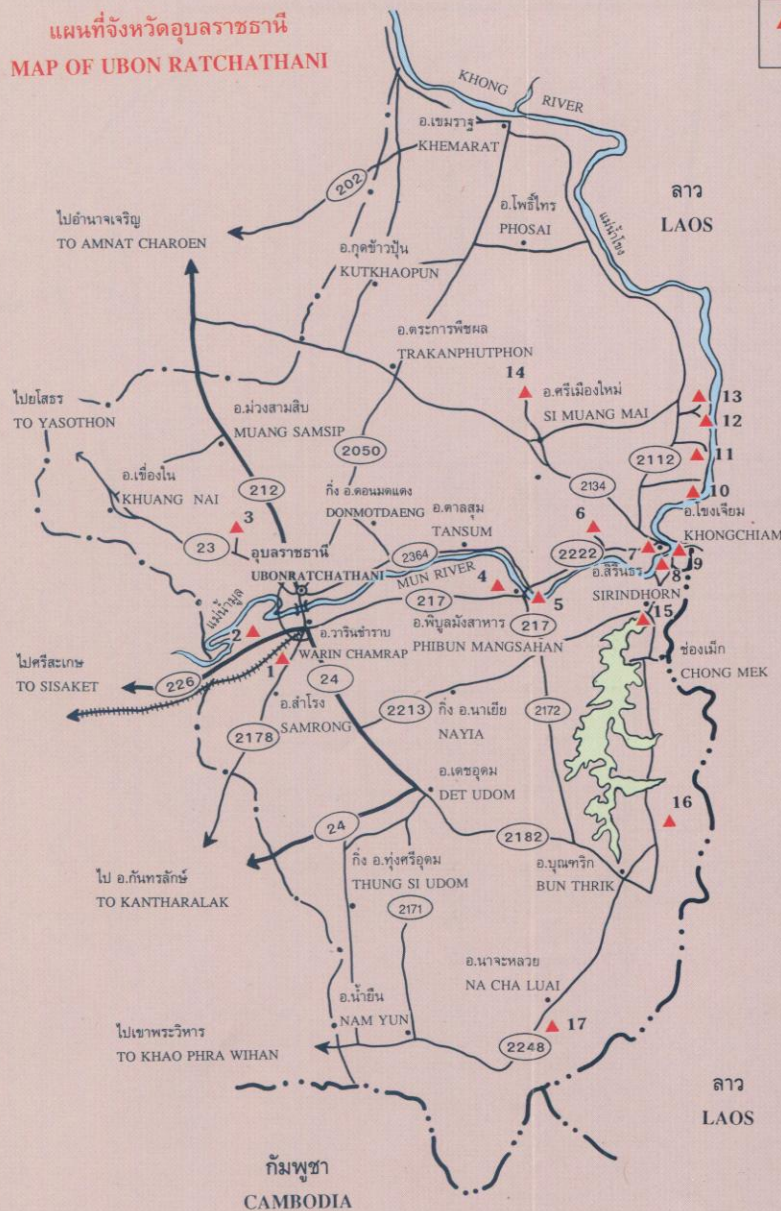 แผนที่จังหวัดอุบลราชธานี
MAP OF UBON RATCHATHANI
KHONG RIVER
อ.เขมราฐ
KHEMARAT
202
ลาว
LAOS
อ.โพธิ์ไทร
PHOSAI
แม่น้ำโขง
ไปอำนาจเจริญ
TO AMNAT CHAROEN
อ.กุดข้าวปุ้น
KUTKHAOPUN
อ.ตระการพืชผล
TRAKANPHUTPHON
14
อ.ศรีเมืองใหม่
SI MUANG MAI
13
12
ไปยโสธร
TO YASOTHON
อ.ม่วงสามสิบ
MUANG SAMSIP
2050
2112
11
อ.เขื่องใน
KHUANG NAI
212
กิ่ง อ.ดอนมดแดง
DONMOTDAENG
2134
10
3
อ.ตาลสุม
TANSUM
6
อ.โขงเจียม
KHONGCHIAM
23
อุบลราชธานี
UBONRATCHATHANI
2364
2222
7
8
9
MUN RIVER
4
5
อ.สิรินธร
SIRINDHORN
แม่น้ำมูล
2
217
อ.พิบูลมังสาหาร
PHIBUN MANGSAHAN
217
15
อ.วารินชำราบ
WARIN CHAMRAP
ช่องเม็ก
CHONG MEK
ไปศรีสะเกษ
TO SISAKET
226
1
24
อ.สำโรง
SAMRONG
2178
2213
กิ่ง อ.นาเยีย
NAYIA
2172
อ.เดชอุดม
DET UDOM
16
24
2182
ไป อ.กันทรลักษ์
TO KANTHARALAK
กิ่ง อ.ทุ่งศรีอุดม
THUNG SI UDOM
อ.บุณฑริก
BUN THRIK
2171
อ.นาจะหลวย
NA CHA LUAI
อ.น้ำยืน
NAM YUN
17
ไปเขาพระวิหาร
TO KHAO PHRA WIHAN
2248
ลาว
LAOS
กัมพูชา
CAMBODIA